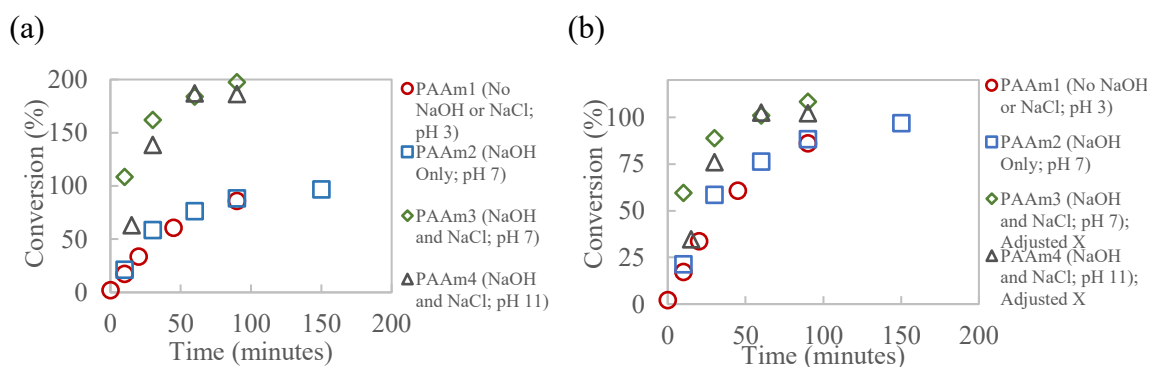 (a)
Conversion (%)
200
150
100
50
0
0 50 100 150 200
Time (minutes)
PAAm1 (No
NaOH or NaCl;
pH 3)
PAAm2 (NaOH
Only; pH 7)
PAAm3 (NaOH
and NaCl; pH 7)
PAAm4 (NaOH
and NaCl; pH 11)
(b)
Conversion (%)
100
75
50
25
0
0 50 100 150 200
Time (minutes)
PAAm1 (No NaOH
or NaCl; pH 3)
PAAm2 (NaOH
Only; pH 7)
PAAm3 (NaOH
and NaCl; pH 7);
Adjusted X
PAAm4 (NaOH
and NaCl; pH 11);
Adjusted X